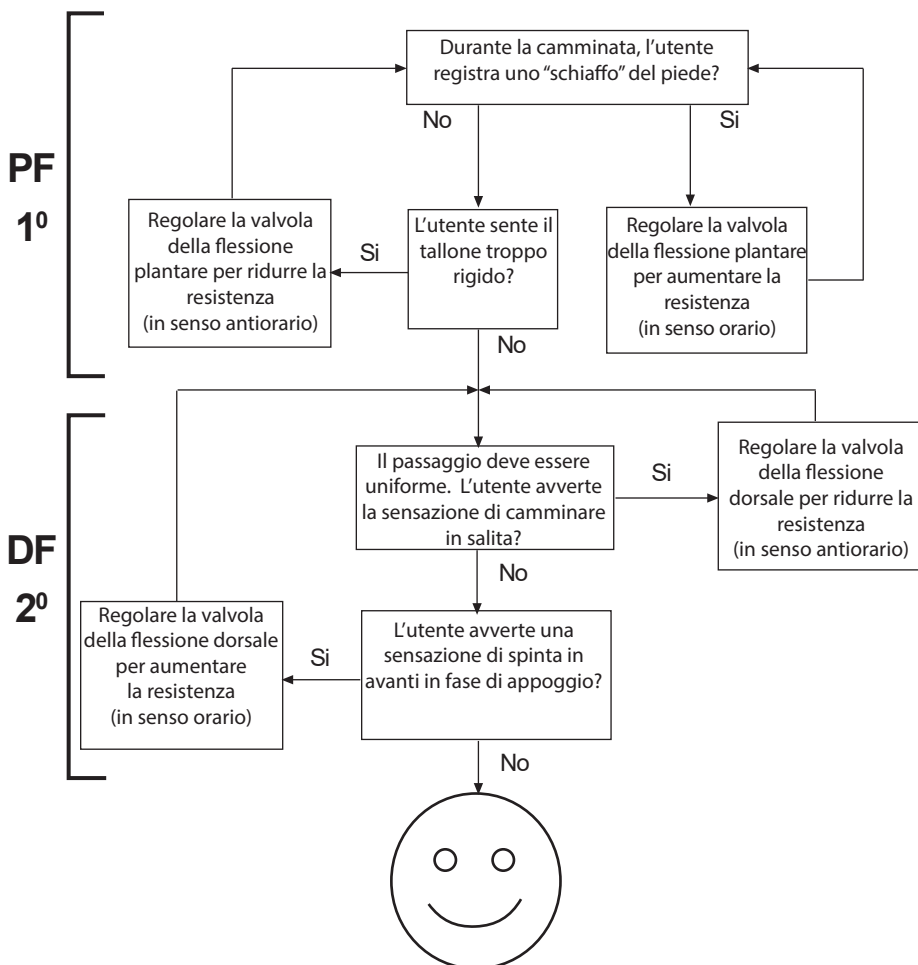 Durante la camminata, l’utente
registra uno “schiaffo” del piede?
No
Si
PF
1⁰
Regolare la valvola
della flessione
plantare per ridurre la
resistenza
(in senso antiorario)
Si
L’utente sente il
tallone troppo
rigido?
Regolare la valvola
della flessione plantare
per aumentare la
resistenza
(in senso orario)
No
DF
2⁰
Il passaggio deve essere
uniforme. L’utente avverte
la sensazione di camminare
in salita?
Si
Regolare la valvola
della flessione
dorsale per ridurre la
resistenza
(in senso antiorario)
No
Regolare la valvola
della flessione dorsale
per aumentare
la resistenza
(in senso orario)
Si
L’utente avverte una
sensazione di spinta in
avanti in fase di appoggio?
No